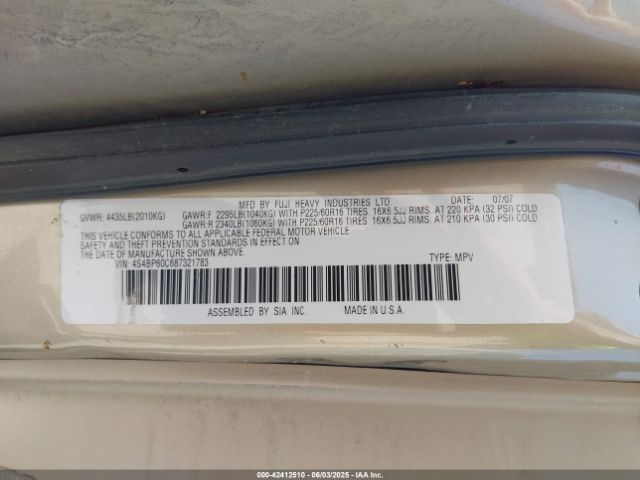 MFD BY FUJI HEAVY INDUSTRIES LTD DATE: 07/07
GVWR: 4435LB(2010KG) GAWR:F 2295LB(1040KG) WITH P225/60R16 TIRES. 16X6.5JJ RIMS. AT 220 KPA (32 PSI) COLD
GAWR:R 2340LB(1060KG) WITH P225/60R16 TIRES. 16X6.5JJ RIMS. AT 210 KPA (30 PSI) COLD
THIS VEHICLE CONFORMS TO ALL APPLICABLE FEDERAL MOTOR VEHICLE
SAFETY AND THEFT PREVENTION STANDARDS IN EFFECT ON THE
DATE OF MANUFACTURE SHOWN ABOVE.
VIN: 4S4BP60C687321783 TYPE: MPV
ASSEMBLED BY SIA INC. MADE IN U.S.A.
000-42412510 - 06/03/2025 - COPYRIGHT IAA, LLC.